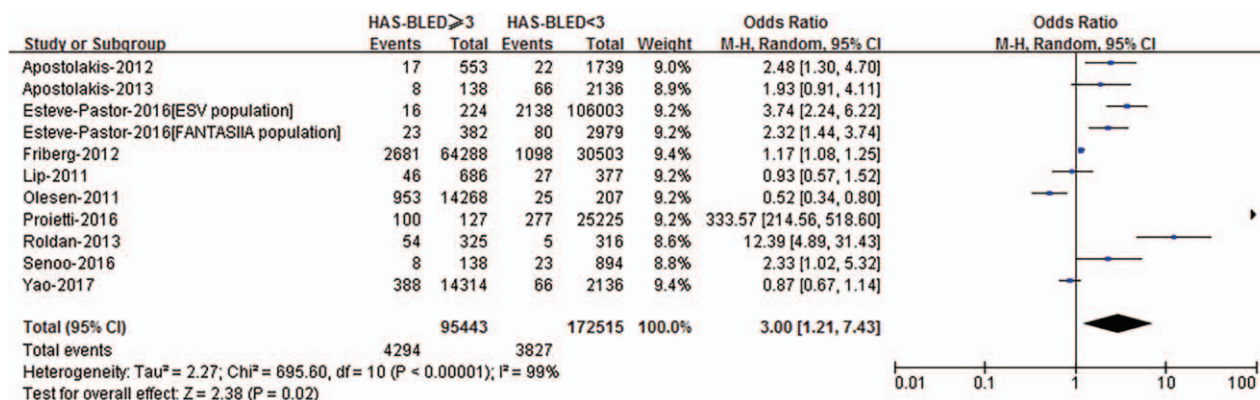 HAS-BLED⩾3 HAS-BLED<3 Odds Ratio Odds Ratio
Study or Subgroup Events Total Events Total Weight M-H, Random, 95% CI M-H, Random, 95% CI
Apostolakis-2012 17 553 22 1739 9.0% 2.48 [1.30, 4.70]
Apostolakis-2013 8 138 66 2136 8.9% 1.93 [0.91, 4.11]
Esteve-Pastor-2016[ESV population] 16 224 2138 106003 9.2% 3.74 [2.24, 6.22]
Esteve-Pastor-2016[FANTASIIA population] 23 382 80 2979 9.2% 2.32 [1.44, 3.74]
Friberg-2012 2681 64288 1098 30503 9.4% 1.17 [1.08, 1.25]
Lip-2011 46 686 27 377 9.2% 0.93 [0.57, 1.52]
Olesen-2011 953 14268 25 207 9.2% 0.52 [0.34, 0.80]
Proietti-2016 100 127 277 25225 9.2% 333.57 [214.56, 518.60]
Roldan-2013 54 325 5 316 8.6% 12.39 [4.89, 31.43]
Senoo-2016 8 138 23 894 8.8% 2.33 [1.02, 5.32]
Yao-2017 388 14314 66 2136 9.4% 0.87 [0.67, 1.14]
Total (95% CI) 95443 172515 100.0% 3.00 [1.21, 7.43]
Total events 4294 3827
Heterogeneity: Tau² = 2.27; Chi² = 695.60, df = 10 (P < 0.00001); I² = 99%
Test for overall effect: Z = 2.38 (P = 0.02)
0.01 0.1 1 10 100